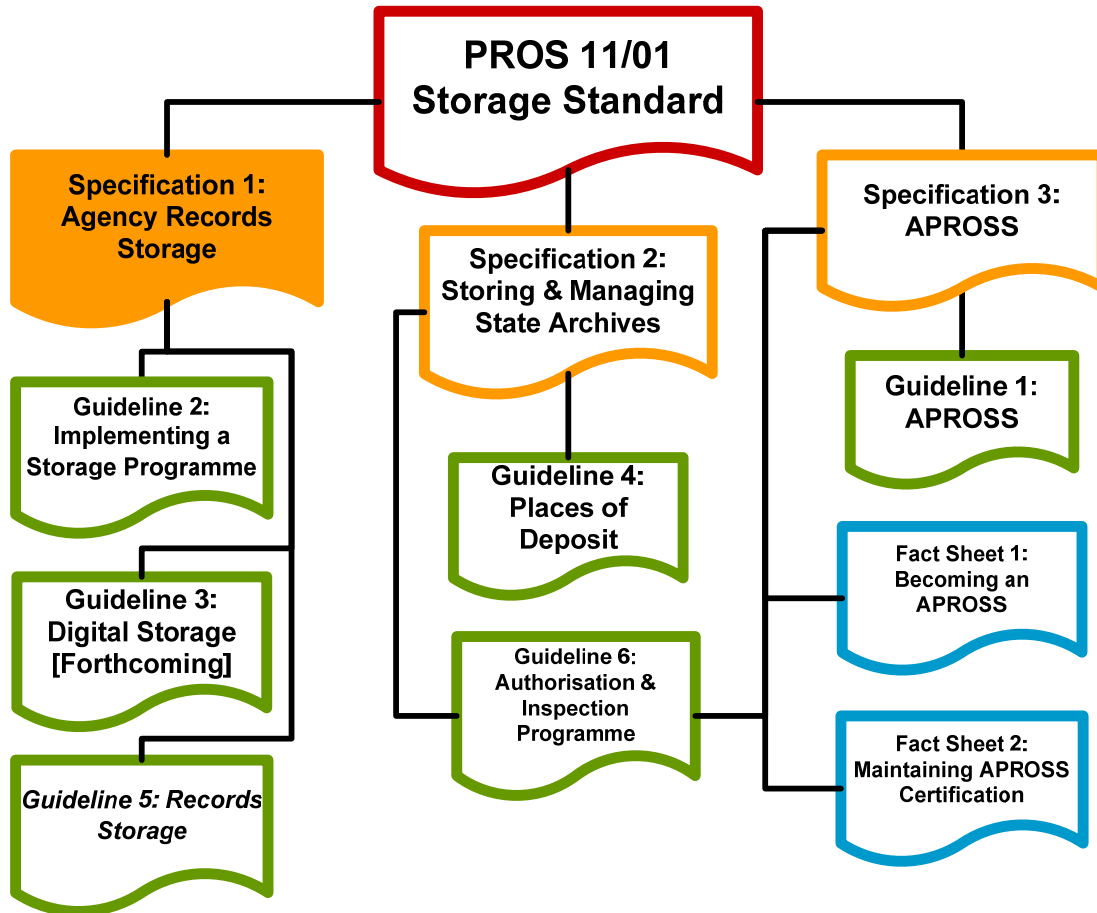 PROS 11/01
Storage Standard
Specification 1:
Agency Records
Storage
Specification 2:
Storing & Managing
State Archives
Specification 3:
APROSS
Guideline 2:
Implementing a
Storage Programme
Guideline 3:
Digital Storage
[Forthcoming]
Guideline 5: Records
Storage
Guideline 4:
Places of
Deposit
Guideline 6:
Authorisation &
Inspection
Programme
Guideline 1:
APROSS
Fact Sheet 1:
Becoming an
APROSS
Fact Sheet 2:
Maintaining APROSS
Certification